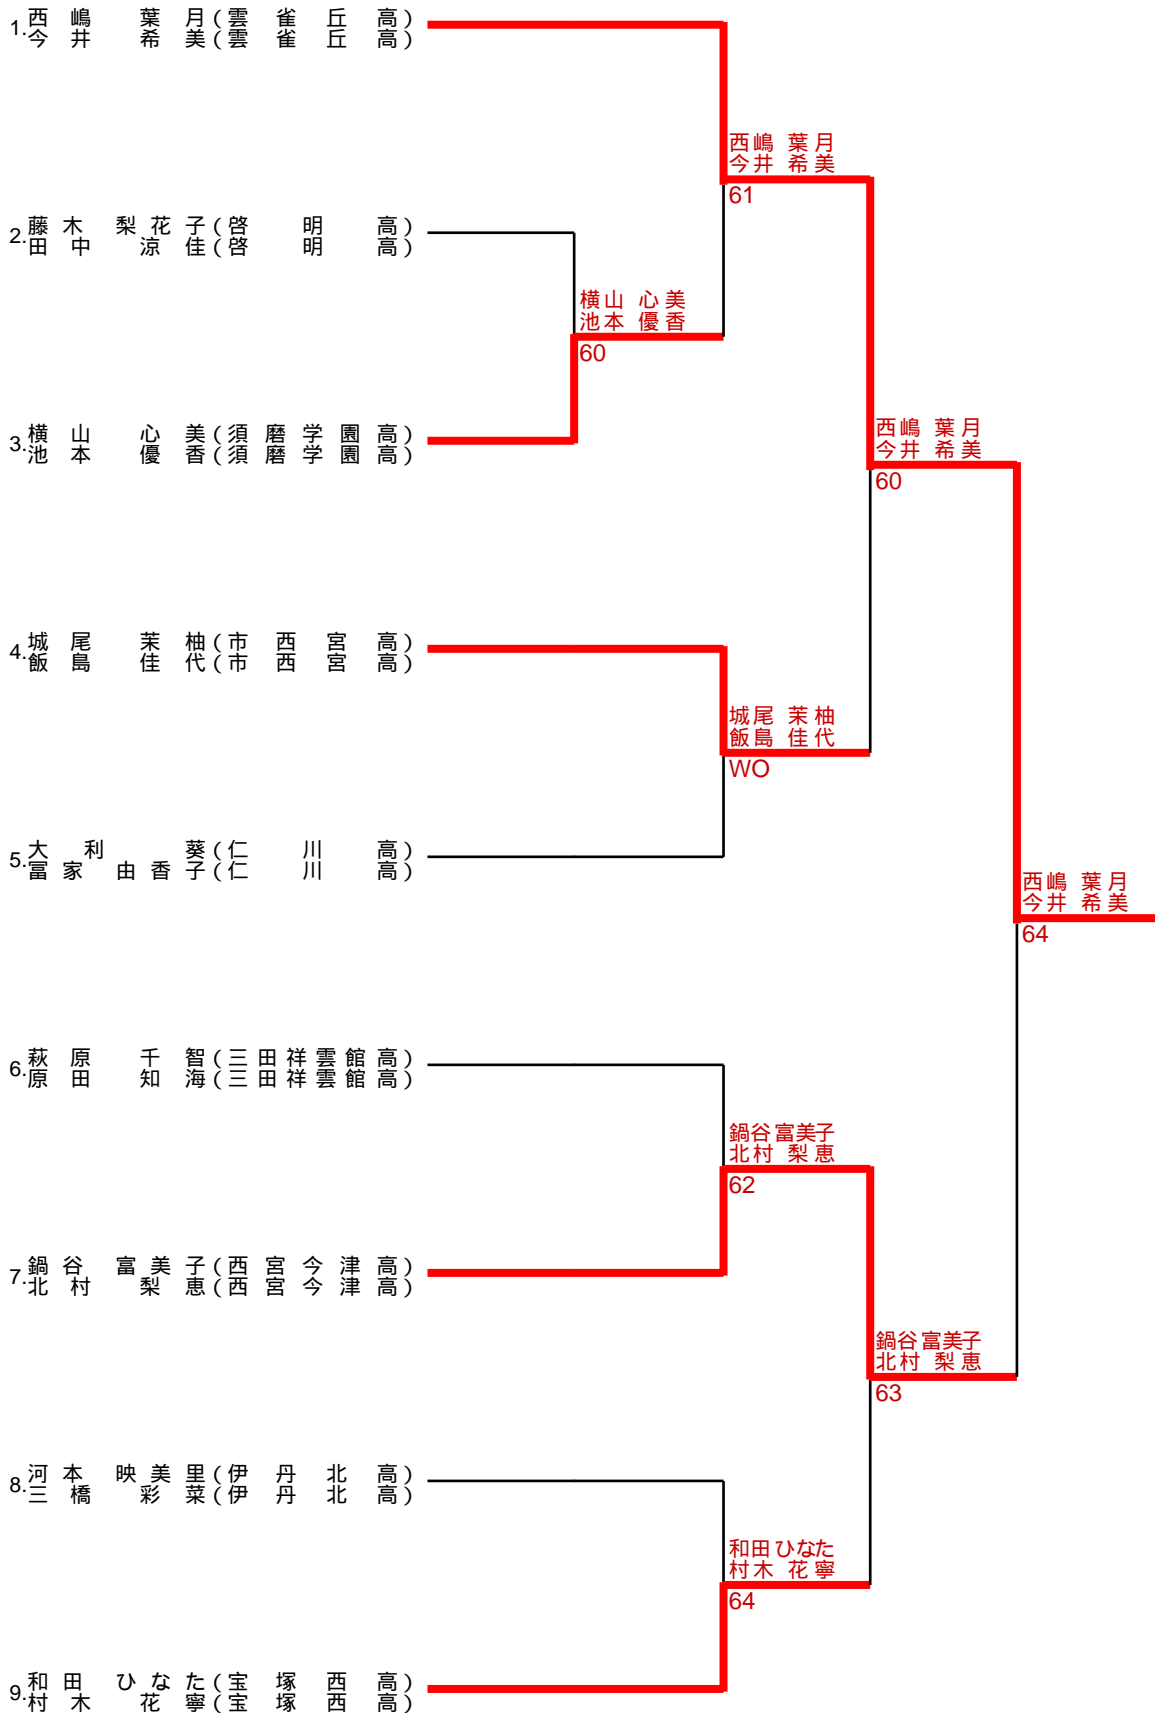 1.西嶋 葉月(雲雀丘高)
今井 希美(雲雀丘高)
西嶋 葉月
今井 希美
61
2.藤木 梨花子(啓明高)
田中 涼佳(啓明高)
横山 心美
池本 優香
60
3.横山 心美(須磨学園高)
池本 優香(須磨学園高)
西嶋 葉月
今井 希美
60
4.城尾 茉柚(市西宮高)
飯島 佳代(市西宮高)
城尾 茉柚
飯島 佳代
WO
5.大利 葵(仁川高)
冨家 由香子(仁川高)
西嶋 葉月
今井 希美
64
6.萩原 千智(三田祥雲館高)
原田 知海(三田祥雲館高)
鍋谷 富美子
北村 梨恵
62
7.鍋谷 富美子(西宮今津高)
北村 梨恵(西宮今津高)
鍋谷 富美子
北村 梨恵
63
8.河本 映美里(伊丹北高)
三橋 彩菜(伊丹北高)
和田 ひなた
村木 花寧
64
9.和田 ひなた(宝塚西高)
村木 花寧(宝塚西高)